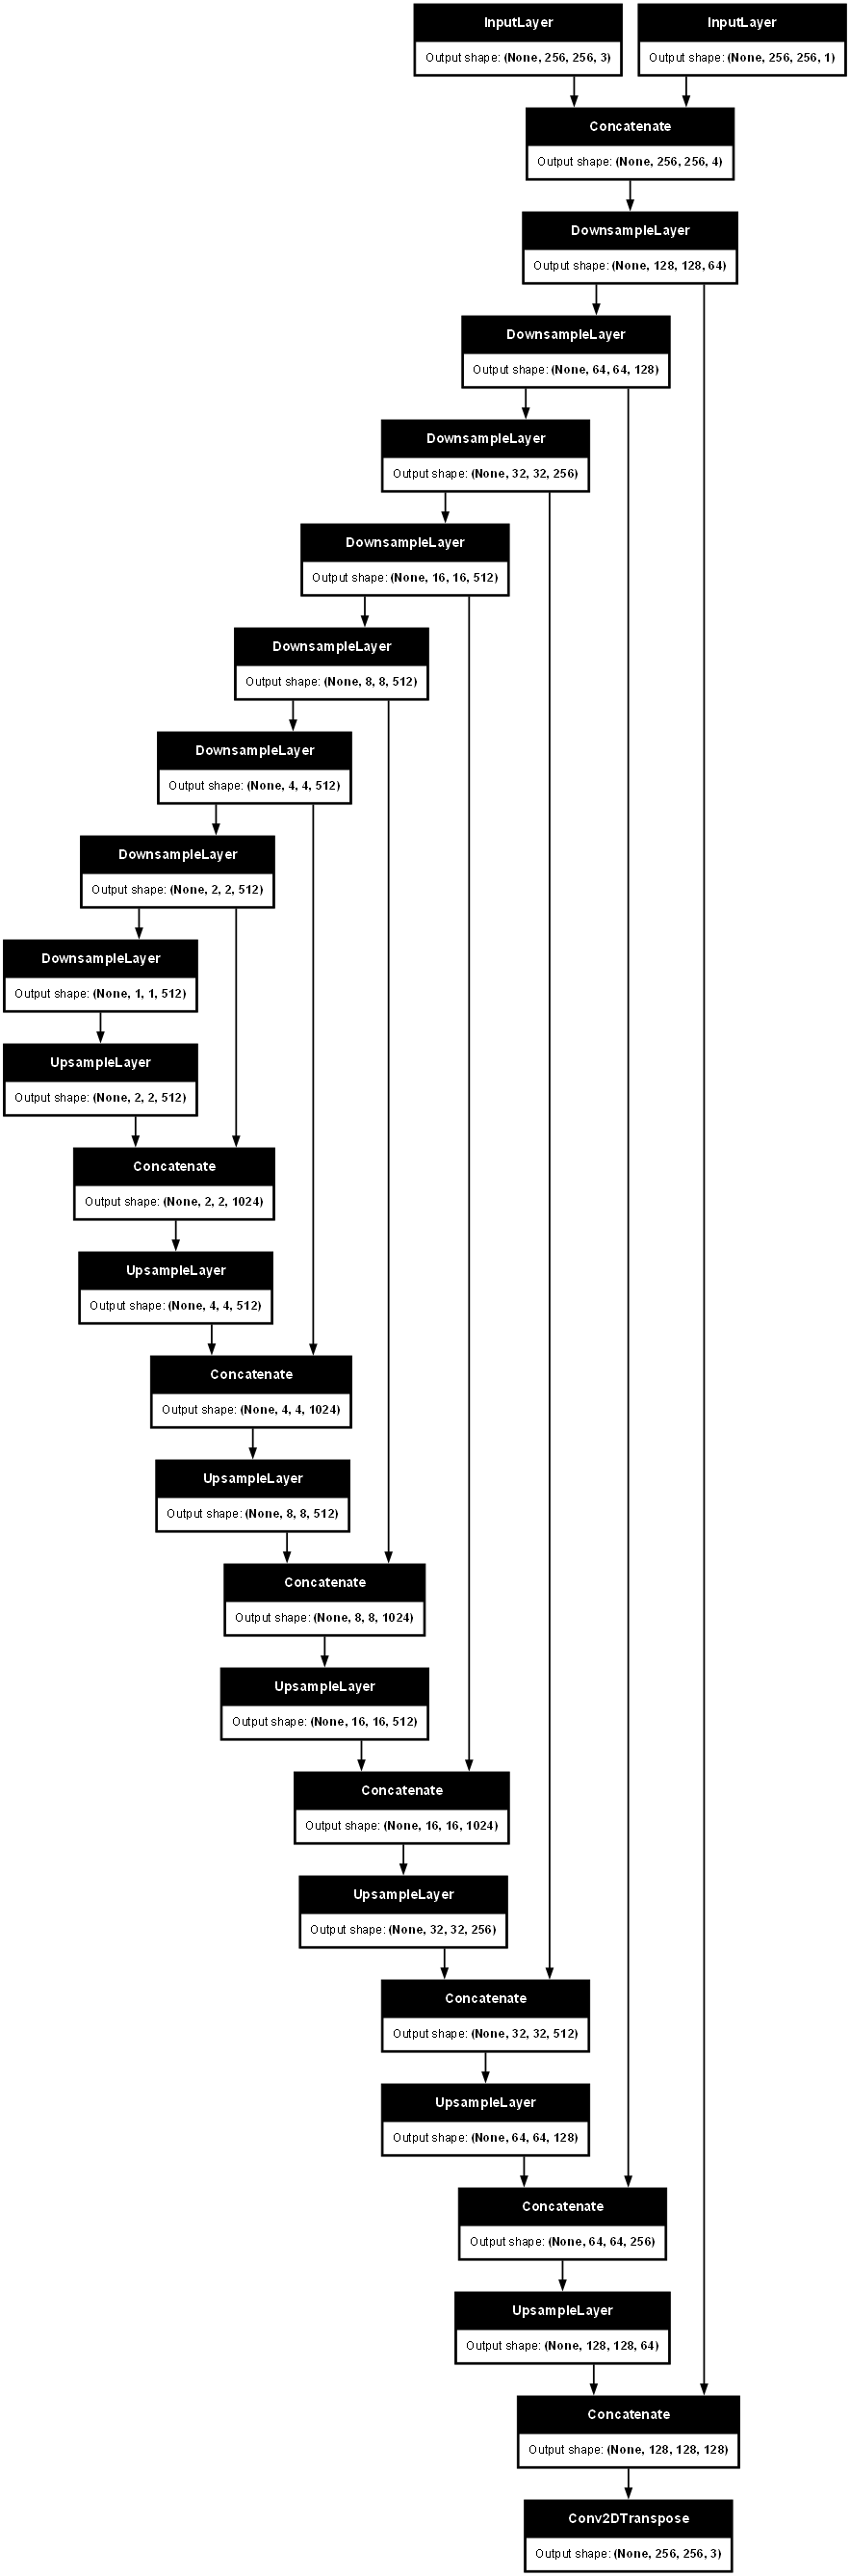 InputLayer
Output shape: (None, 256, 256, 3)
InputLayer
Output shape: (None, 256, 256, 1)
Concatenate
Output shape: (None, 256, 256, 4)
DownsampleLayer
Output shape: (None, 128, 128, 64)
DownsampleLayer
Output shape: (None, 64, 64, 128)
DownsampleLayer
Output shape: (None, 32, 32, 256)
DownsampleLayer
Output shape: (None, 16, 16, 512)
DownsampleLayer
Output shape: (None, 8, 8, 512)
DownsampleLayer
Output shape: (None, 4, 4, 512)
DownsampleLayer
Output shape: (None, 2, 2, 512)
DownsampleLayer
Output shape: (None, 1, 1, 512)
UpsampleLayer
Output shape: (None, 2, 2, 512)
Concatenate
Output shape: (None, 2, 2, 1024)
UpsampleLayer
Output shape: (None, 4, 4, 512)
Concatenate
Output shape: (None, 4, 4, 1024)
UpsampleLayer
Output shape: (None, 8, 8, 512)
Concatenate
Output shape: (None, 8, 8, 1024)
UpsampleLayer
Output shape: (None, 16, 16, 512)
Concatenate
Output shape: (None, 16, 16, 1024)
UpsampleLayer
Output shape: (None, 32, 32, 256)
Concatenate
Output shape: (None, 32, 32, 512)
UpsampleLayer
Output shape: (None, 64, 64, 128)
Concatenate
Output shape: (None, 64, 64, 256)
UpsampleLayer
Output shape: (None, 128, 128, 64)
Concatenate
Output shape: (None, 128, 128, 128)
Conv2DTranspose
Output shape: (None, 256, 256, 3)